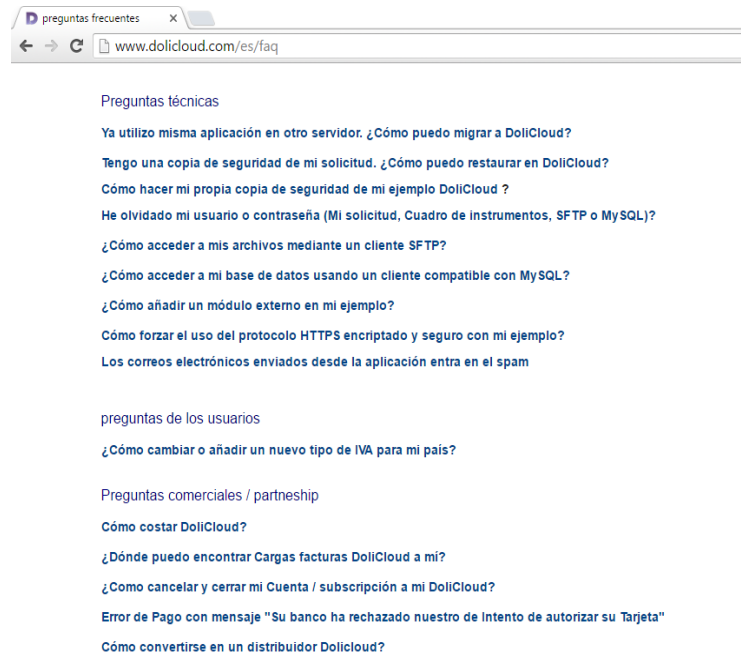 preguntas frecuentes
www.dolicloud.com/es/faq
Preguntas técnicas
Ya utilizo misma aplicación en otro servidor. ¿Cómo puedo migrar a DoliCloud?
Tengo una copia de seguridad de mi solicitud. ¿Cómo puedo restaurar en DoliCloud?
Cómo hacer mi propia copia de seguridad de mi ejemplo DoliCloud ?
He olvidado mi usuario o contraseña (Mi solicitud, Cuadro de instrumentos, SFTP o MySQL)?
¿Cómo acceder a mis archivos mediante un cliente SFTP?
¿Cómo acceder a mi base de datos usando un cliente compatible con MySQL?
¿Cómo añadir un módulo externo en mi ejemplo?
Cómo forzar el uso del protocolo HTTPS encriptado y seguro con mi ejemplo?
Los correos electrónicos enviados desde la aplicación entra en el spam
preguntas de los usuarios
¿Cómo cambiar o añadir un nuevo tipo de IVA para mi país?
Preguntas comerciales / partneship
Cómo costar DoliCloud?
¿Dónde puedo encontrar Cargas facturas DoliCloud a mí?
¿Como cancelar y cerrar mi Cuenta / subscripción a mi DoliCloud?
Error de Pago con mensaje "Su banco ha rechazado nuestro de Intento de autorizar su Tarjeta"
Cómo convertirse en un distribuidor Dolicloud?